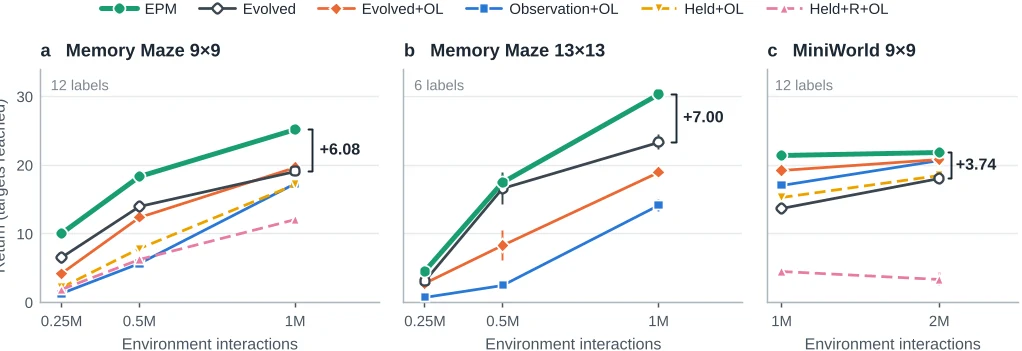 EPM Evolved Evolved+OL Observation+OL Held+OL Held+R+OL
a Memory Maze 9×9
12 labels
30
20
10
0
+6.08
0.25M 0.5M 1M
Environment interactions
b Memory Maze 13×13
6 labels
+7.00
0.25M 0.5M 1M
Environment interactions
c MiniWorld 9×9
12 labels
+3.74
1M 2M
Environment interactions
(targets reached)